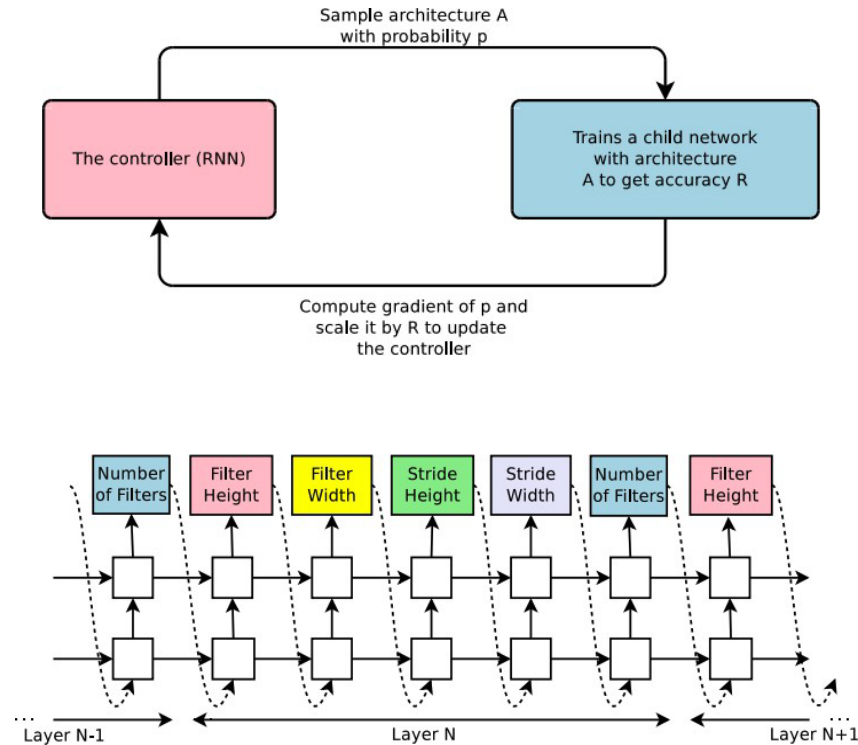 Sample architecture A
with probability p
The controller (RNN)
Trains a child network
with architecture
A to get accuracy R
Compute gradient of p and
scale it by R to update
the controller
Number
of Filters
Filter
Height
Filter
Width
Stride
Height
Stride
Width
Number
of Filters
Filter
Height
... Layer N-1
Layer N
Layer N+1 ...